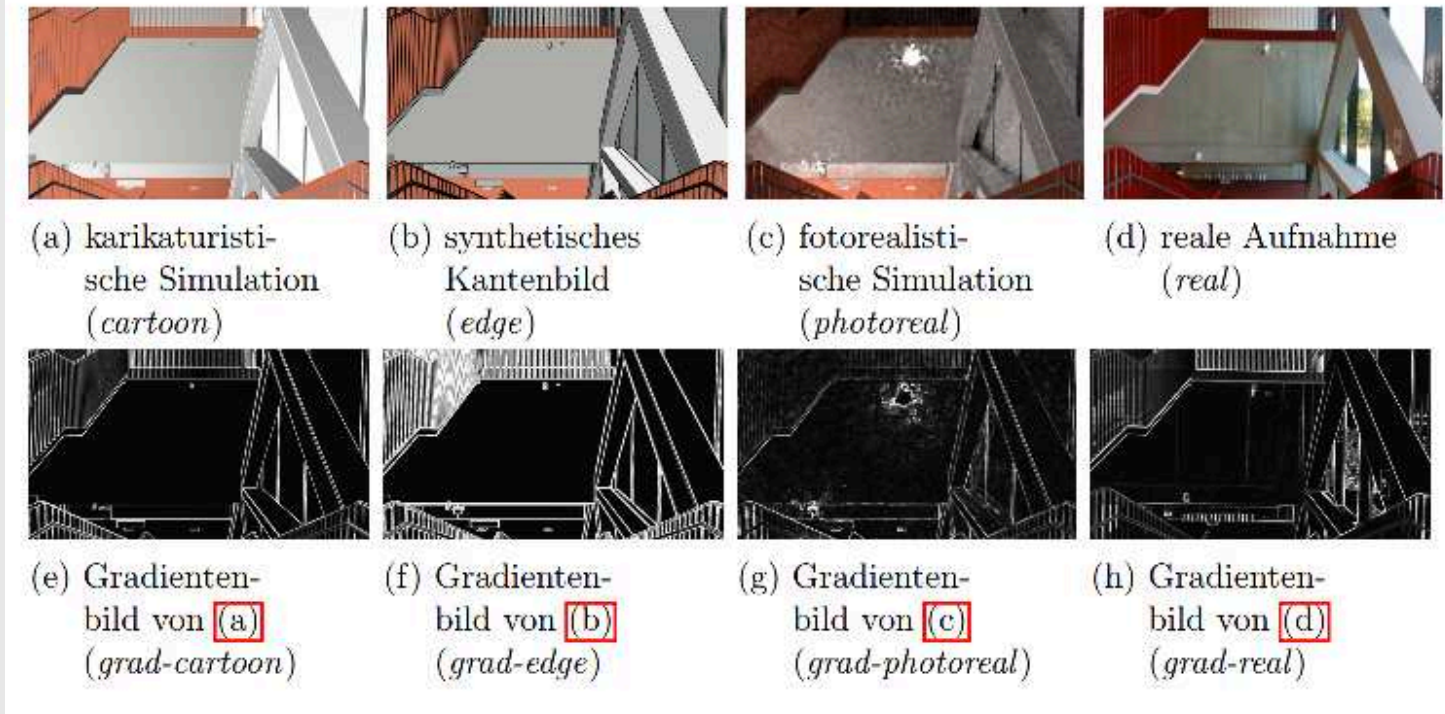 (a) karikaturisti-
sche Simulation
(cartoon)
(b) synthetisches
Kantenbild
(edge)
(c) fotorealisti-
sche Simulation
(photoreal)
(d) reale Aufnahme
(real)
(e) Gradienten-
bild von (a)
(grad-cartoon)
(f) Gradienten-
bild von (b)
(grad-edge)
(g) Gradienten-
bild von (c)
(grad-photoreal)
(h) Gradienten-
bild von (d)
(grad-real)